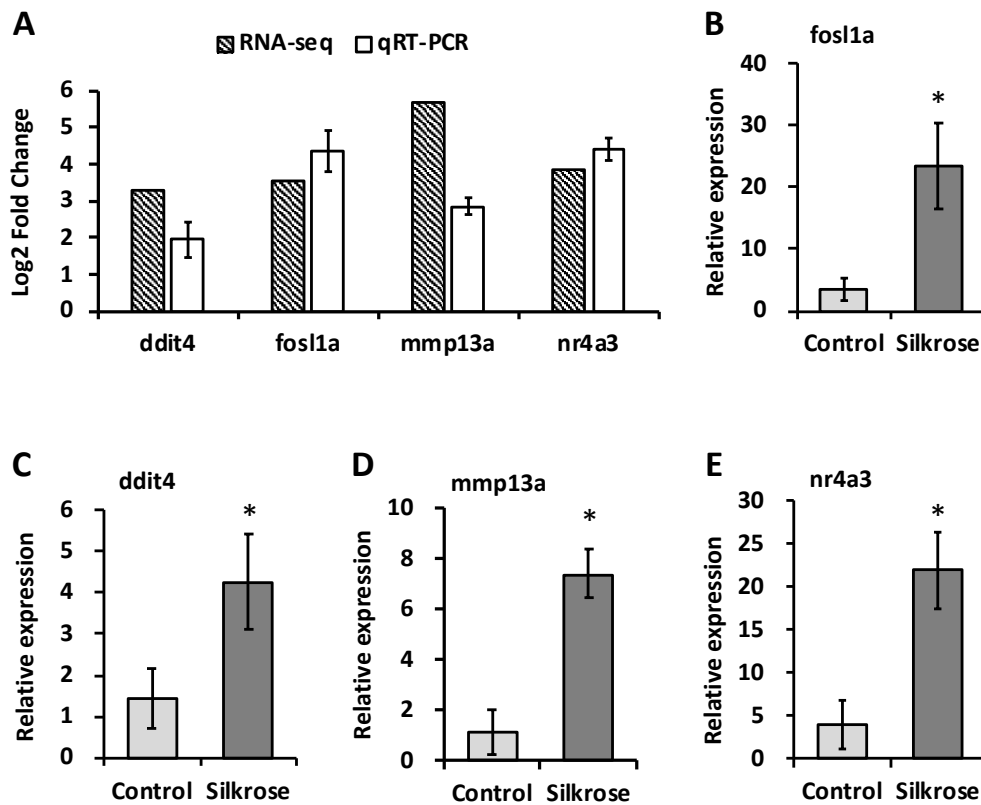 A
RNA-seq qRT-PCR
Log2 Fold Change
6
5
4
3
2
1
0
ddit4 fosl1a mmp13a nr4a3
B
fosl1a
Relative expression
40
30
20
10
0
*
Control Silkrose
C
ddit4
Relative expression
6
5
4
3
2
1
0
*
Control Silkrose
D
mmp13a
Relative expression
10
8
6
4
2
0
*
Control Silkrose
E
nr4a3
Relative expression
30
25
20
15
10
5
0
*
Control Silkrose